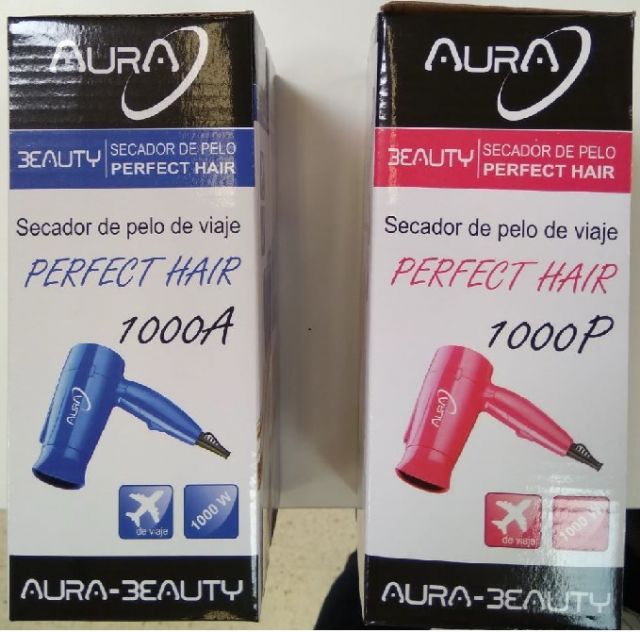 AURA
BEAUTY
SECADOR DE PELO
PERFECT HAIR
Secador de pelo de viaje
PERFECT HAIR
1000A
AURA
de viaje
1000 W
AURA-BEAUTY
AURA
BEAUTY
SECADOR DE PELO
PERFECT HAIR
Secador de pelo de viaje
PERFECT HAIR
1000P
AURA
de viaje
1000 W
AURA-BEAUTY